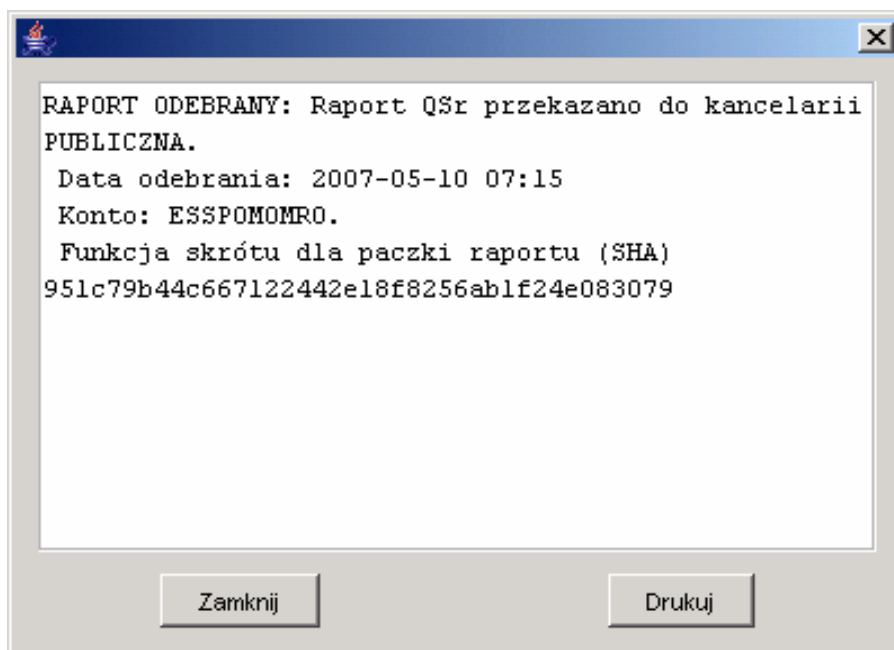 RAPORT ODEBRANY: Raport QSr przekazano do kancelarii
PUBLICZNA.
Data odebrania: 2007-05-10 07:15
Konto: ESSPOMOMRO.
Funkcja skrótu dla paczki raportu (SHA)
951c79b44c667122442e18f8256ab1f24e083079
Zamknij Drukuj